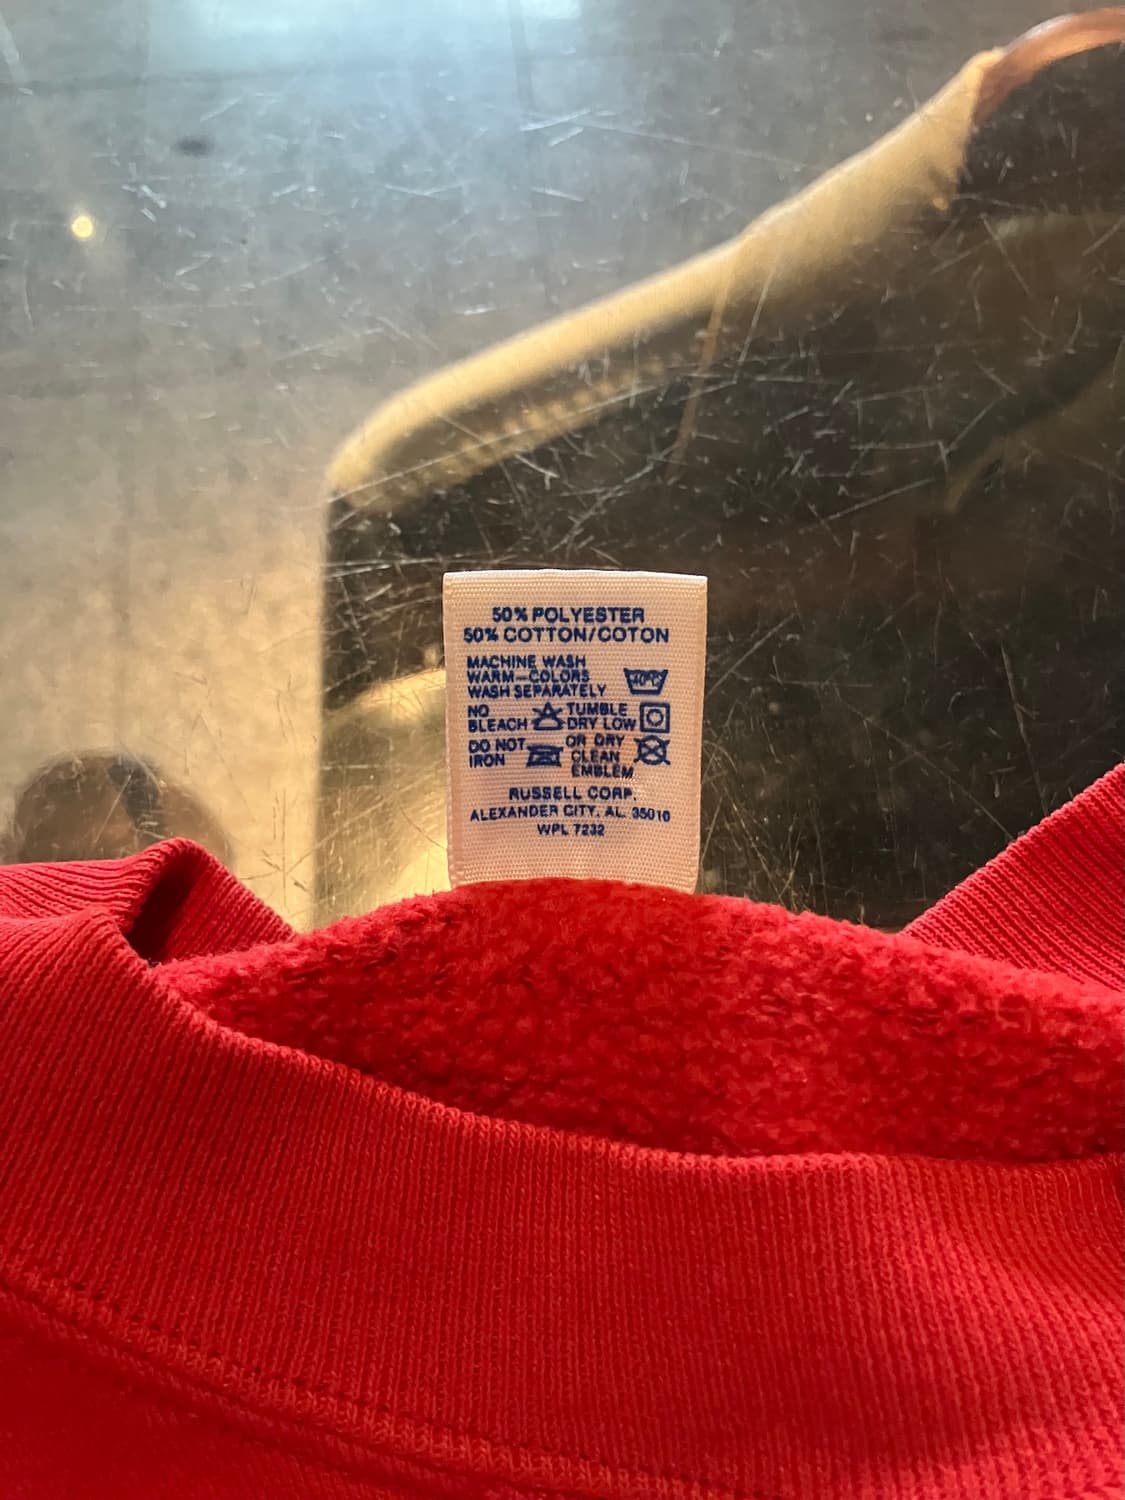 50% POLYESTER
50% COTTON/COTON
MACHINE WASH
WARM-COLORS
WASH SEPARATELY
40°C
NO
BLEACH
TUMBLE
DRY LOW
DO NOT
IRON
OR DRY
CLEAN
EMBLEM
RUSSELL CORP.
ALEXANDER CITY, AL. 35010
WPL 7232